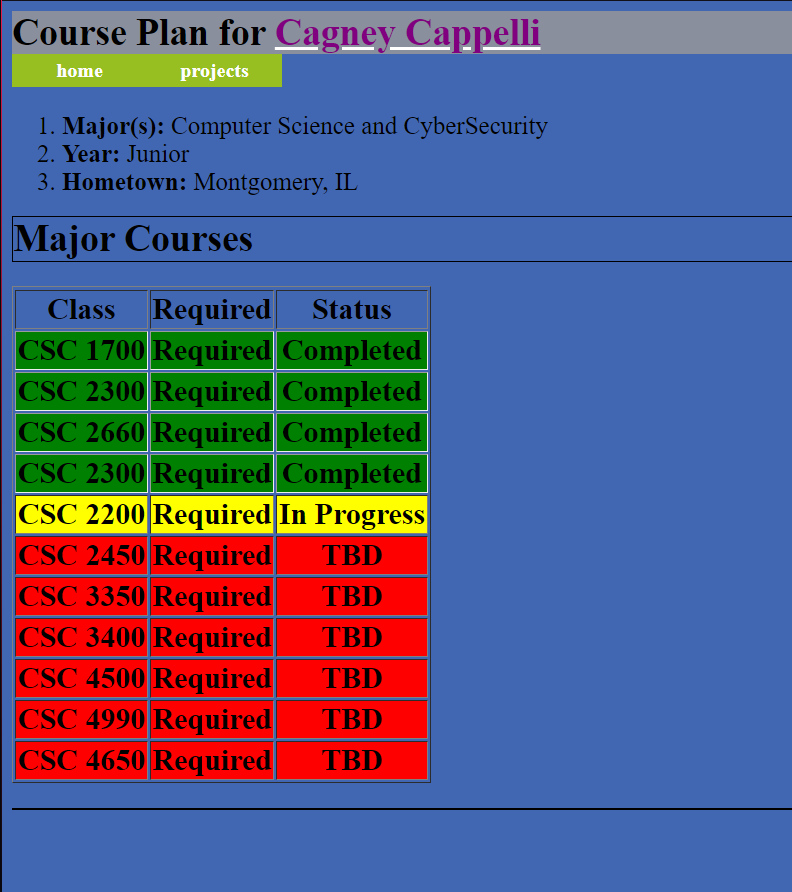 Course Plan for Cagney Cappelli
home projects
1. Major(s): Computer Science and CyberSecurity
2. Year: Junior
3. Hometown: Montgomery, IL
Major Courses
Class Required Status
CSC 1700 Required Completed
CSC 2300 Required Completed
CSC 2660 Required Completed
CSC 2300 Required Completed
CSC 2200 Required In Progress
CSC 2450 Required TBD
CSC 3350 Required TBD
CSC 3400 Required TBD
CSC 4500 Required TBD
CSC 4990 Required TBD
CSC 4650 Required TBD